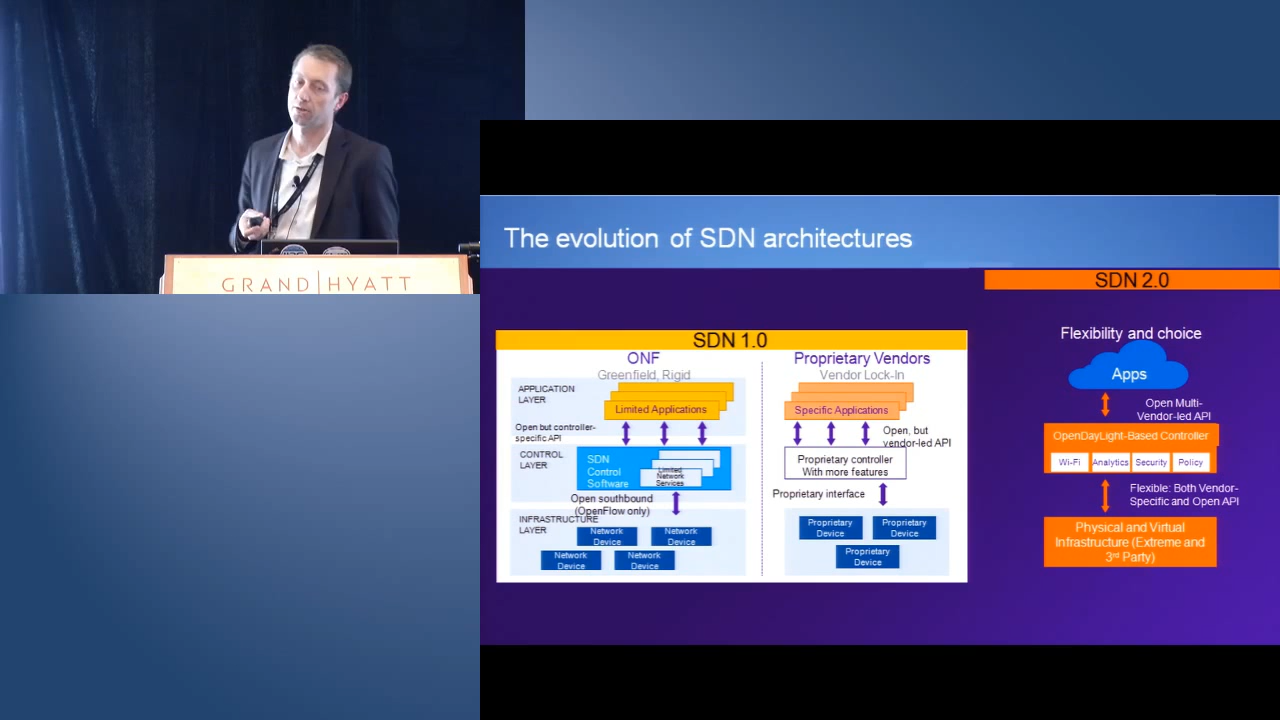 GRAND|HYATT
The evolution of SDN architectures
SDN 1.0
ONF
Greenfield, Rigid
APPLICATION
LAYER
Limited Applications
Open but controller-
specific API
CONTROL
LAYER
SDN
Control
Software
Limited
Network
Services
Open southbound
(OpenFlow only)
INFRASTRUCTURE
LAYER
Network
Device
Network
Device
Network
Device
Network
Device
Proprietary Vendors
Vendor Lock-In
Specific Applications
Open, but
vendor-led API
Proprietary controller
With more features
Proprietary interface
Proprietary
Device
Proprietary
Device
Proprietary
Device
SDN 2.0
Flexibility and choice
Apps
Open Multi-
Vendor-led API
OpenDayLight-Based Controller
Wi-Fi
Analytics
Security
Policy
Flexible: Both Vendor-
Specific and Open API
Physical and Virtual
Infrastructure (Extreme and
3rd Party)